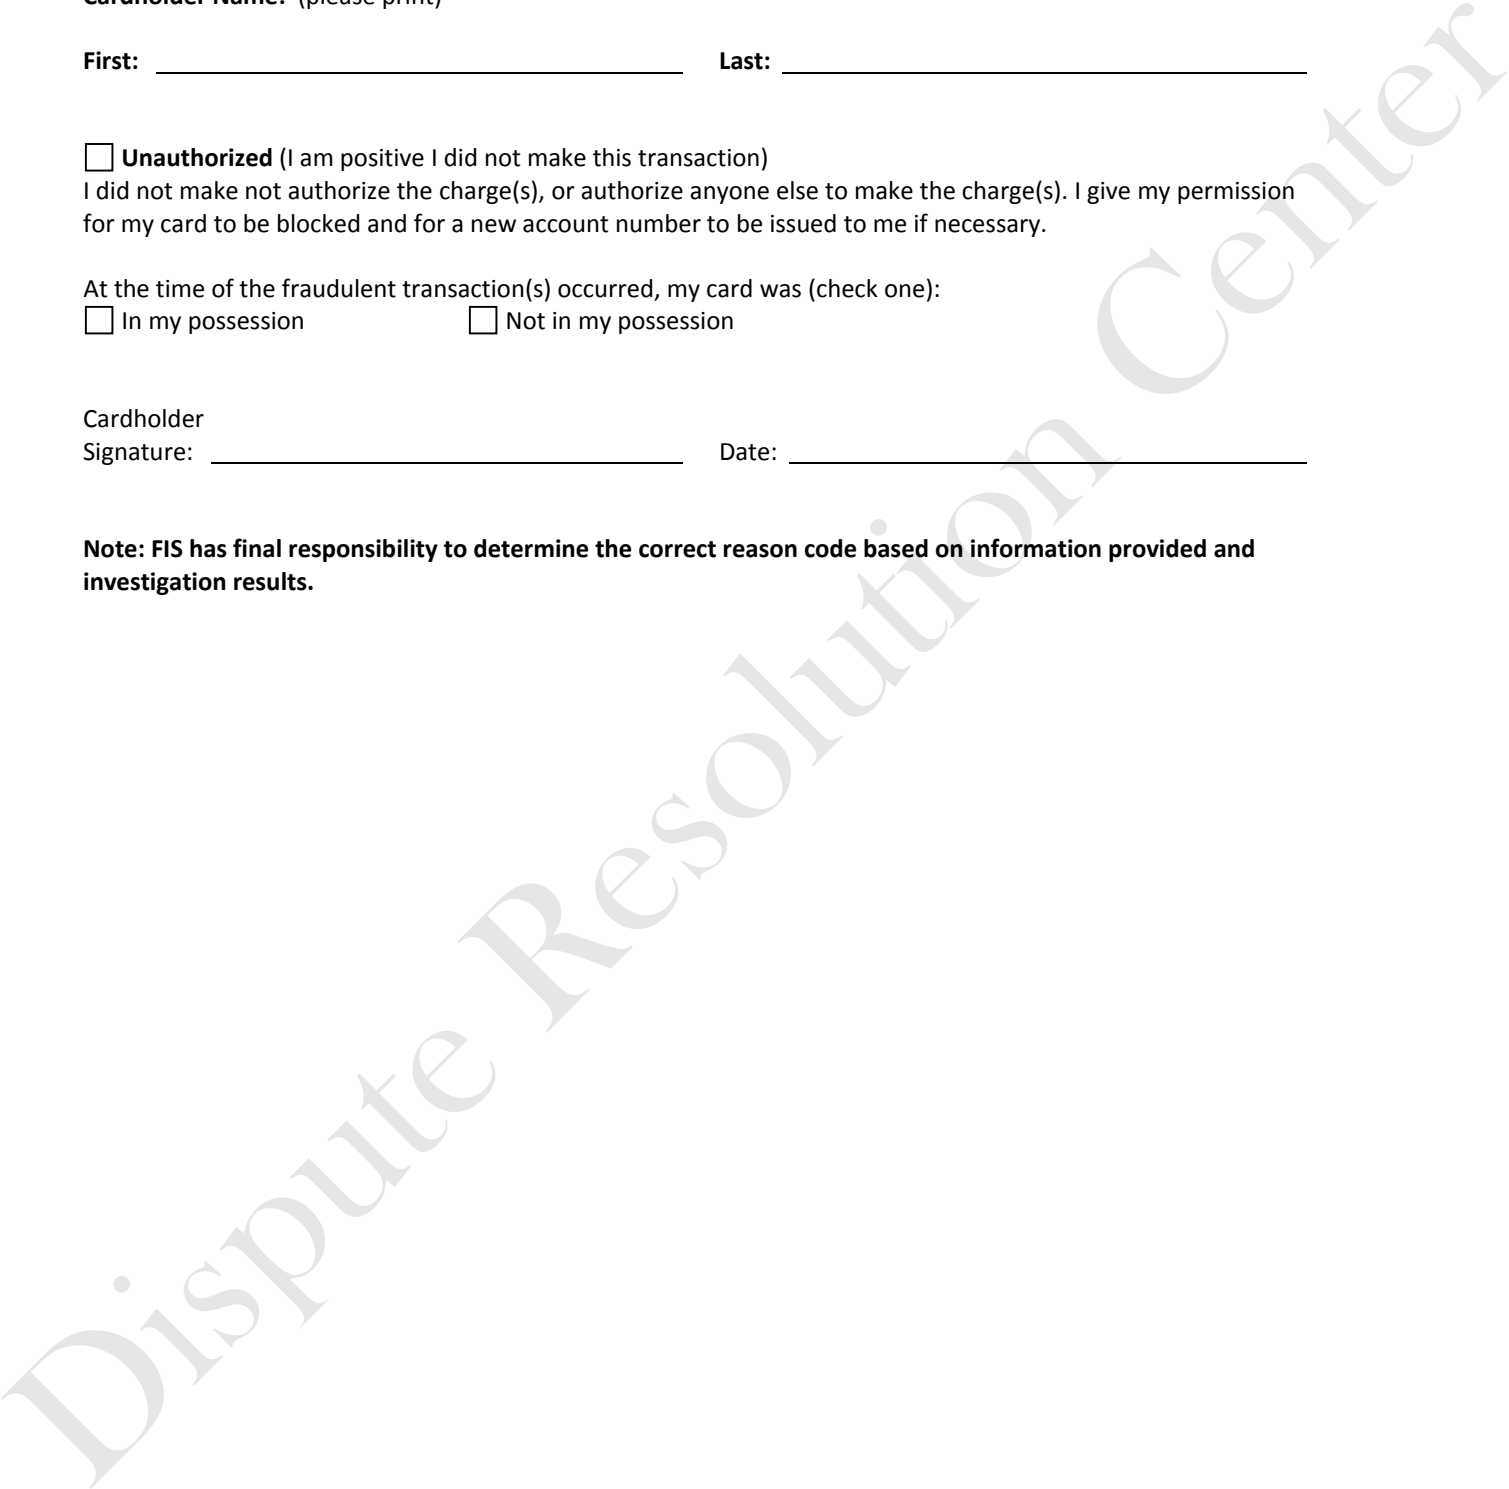 Cardholder Name: (please print)
First: Last:
Unauthorized (I am positive I did not make this transaction)
I did not make not authorize the charge(s), or authorize anyone else to make the charge(s). I give my permission
for my card to be blocked and for a new account number to be issued to me if necessary.
At the time of the fraudulent transaction(s) occurred, my card was (check one):
In my possession Not in my possession
Cardholder
Signature: Date:
Note: FIS has final responsibility to determine the correct reason code based on information provided and
investigation results.
Dispute Resolution Center